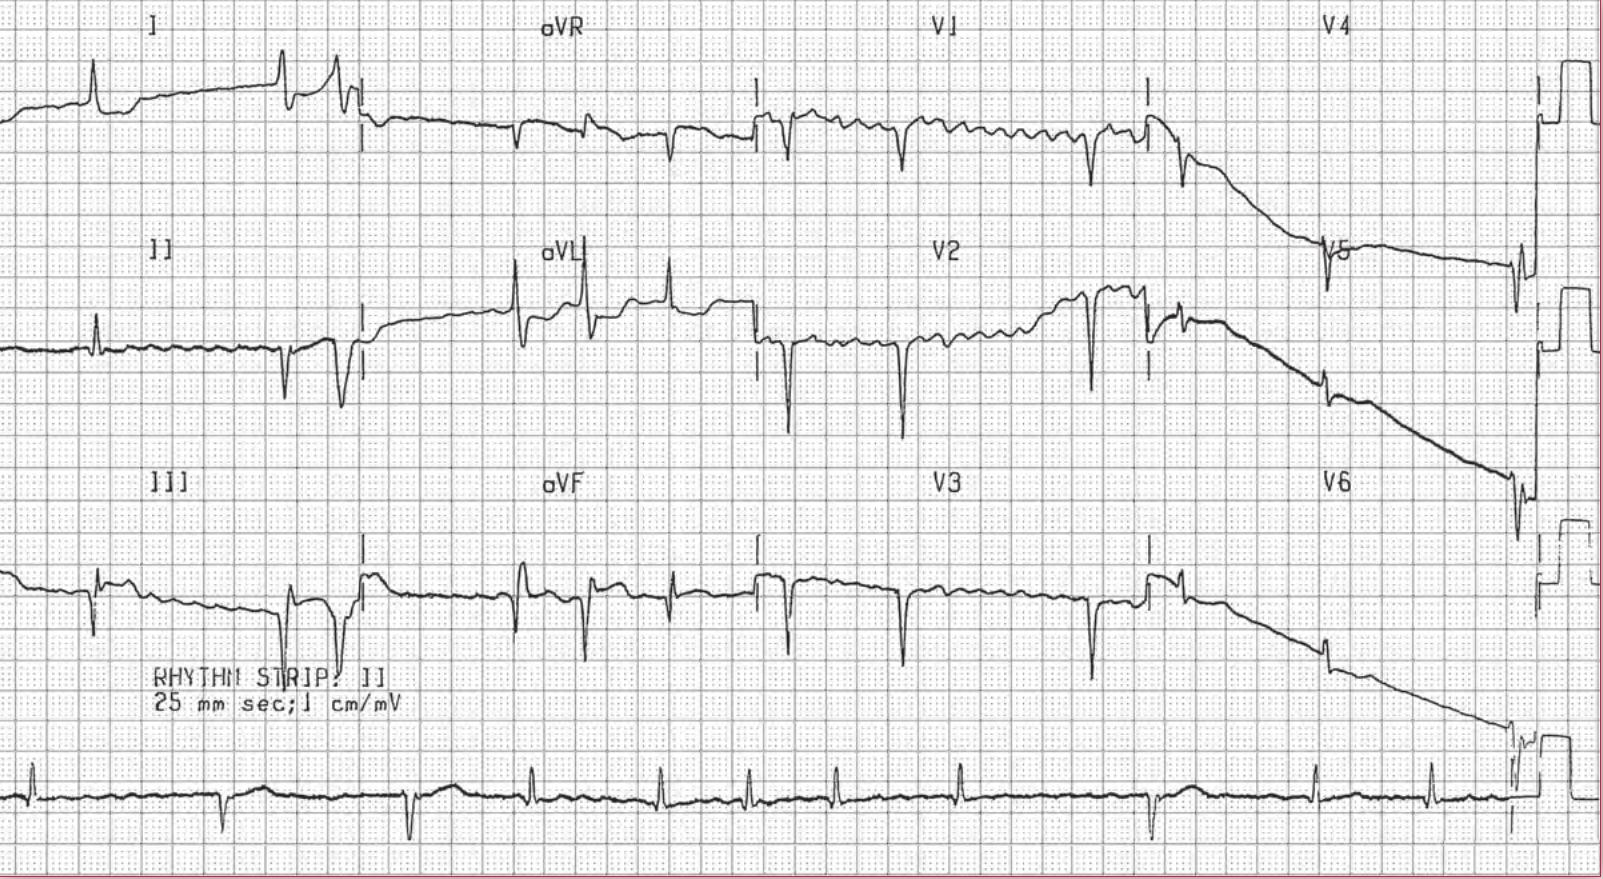 I aVR V1 V4
II aVL V2 V5
III aVF V3 V6
RHYTHM STRIP: II
25 mm sec;1 cm/mV